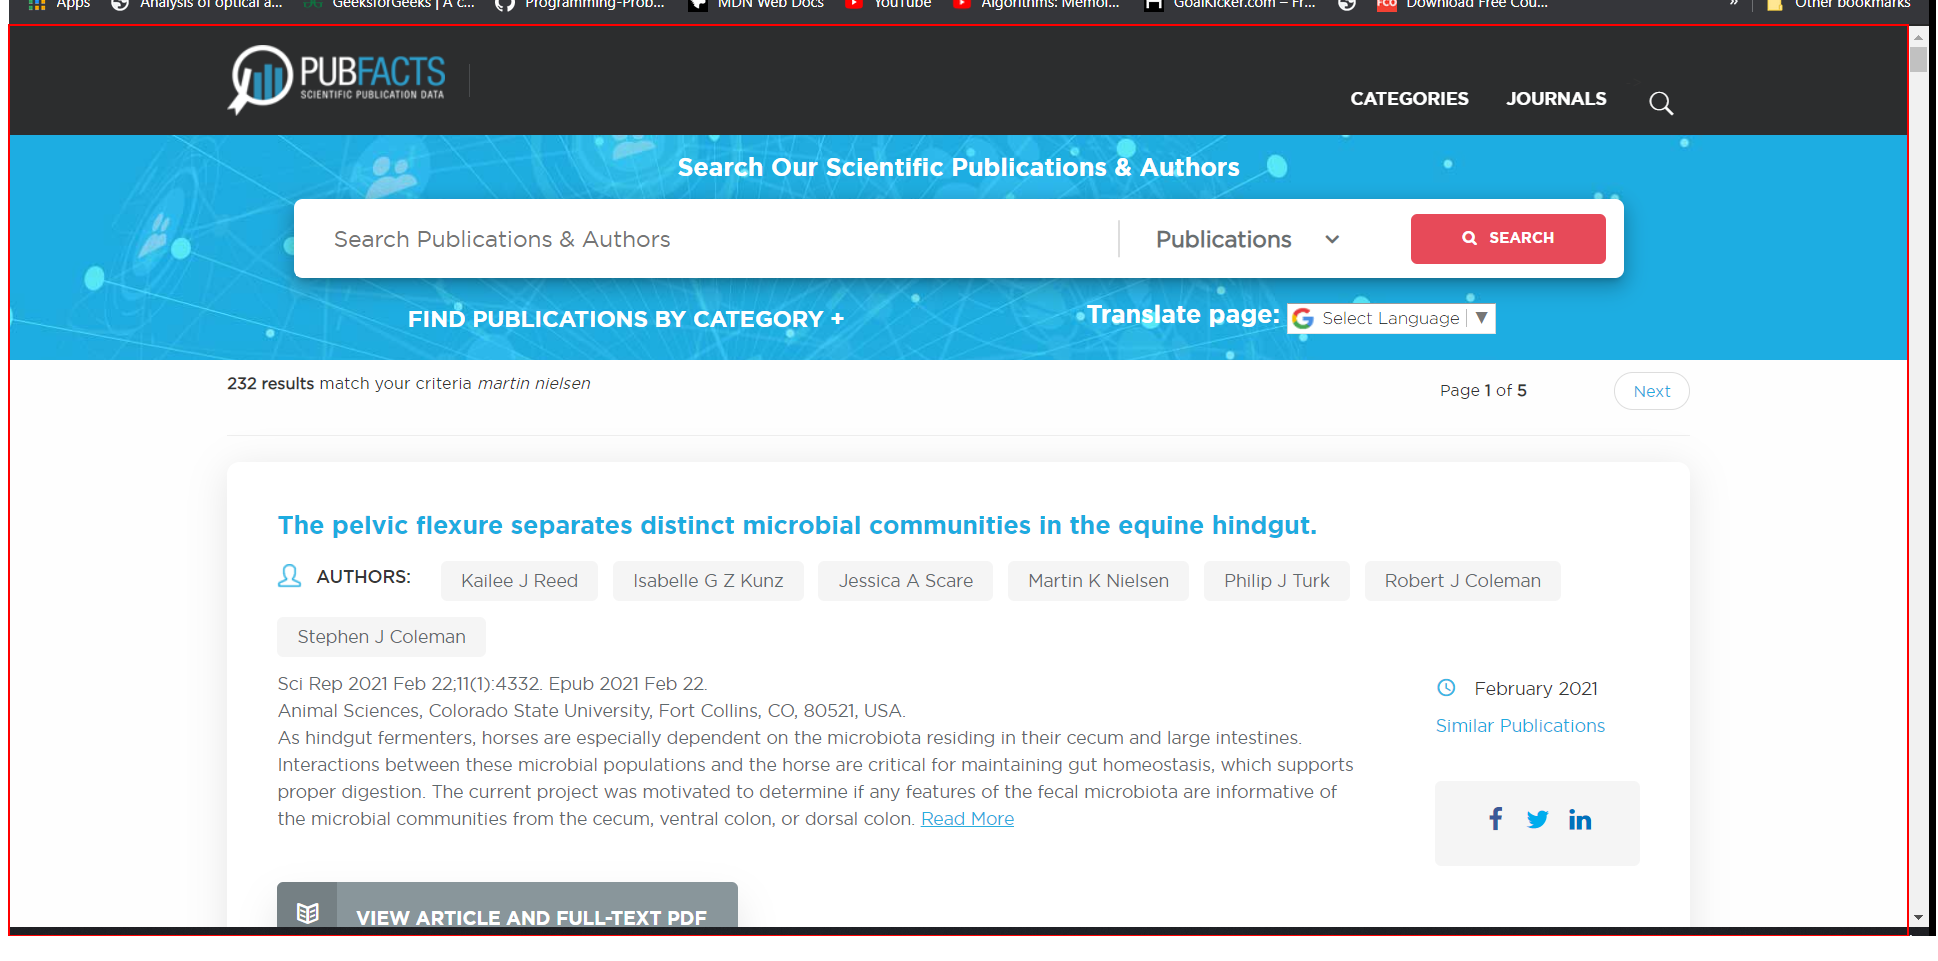 Apps Analysis of optical a... GeeksforGeeks | A c... Programming-Prob... MDN Web Docs YouTube Algorithms: Memoi... GoalKicker.com – Fr... FCO Download Free Cou... » Other bookmarks
PUBFACTS
SCIENTIFIC PUBLICATION DATA
CATEGORIES JOURNALS
Search Our Scientific Publications & Authors
Search Publications & Authors Publications SEARCH
FIND PUBLICATIONS BY CATEGORY + Translate page: Select Language ▼
232 results match your criteria martin nielsen Page 1 of 5 Next
The pelvic flexure separates distinct microbial communities in the equine hindgut.
AUTHORS: Kailee J Reed Isabelle G Z Kunz Jessica A Scare Martin K Nielsen Philip J Turk Robert J Coleman
Stephen J Coleman
Sci Rep 2021 Feb 22;11(1):4332. Epub 2021 Feb 22.
February 2021
Animal Sciences, Colorado State University, Fort Collins, CO, 80521, USA.
Similar Publications
As hindgut fermenters, horses are especially dependent on the microbiota residing in their cecum and large intestines.
Interactions between these microbial populations and the horse are critical for maintaining gut homeostasis, which supports
proper digestion. The current project was motivated to determine if any features of the fecal microbiota are informative of
the microbial communities from the cecum, ventral colon, or dorsal colon. Read More
VIEW ARTICLE AND FULL-TEXT PDF